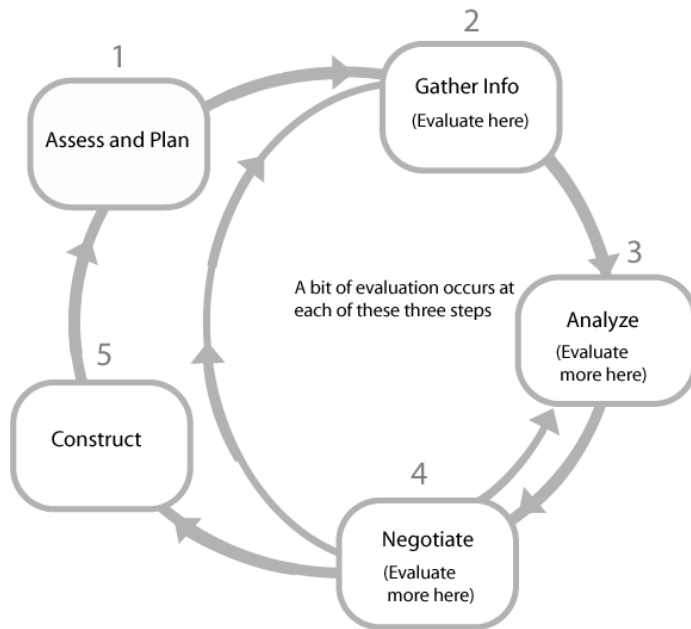 1
Assess and Plan
2
Gather Info
(Evaluate here)
3
Analyze
(Evaluate
more here)
A bit of evaluation occurs at
each of these three steps
4
Negotiate
(Evaluate
more here)
5
Construct